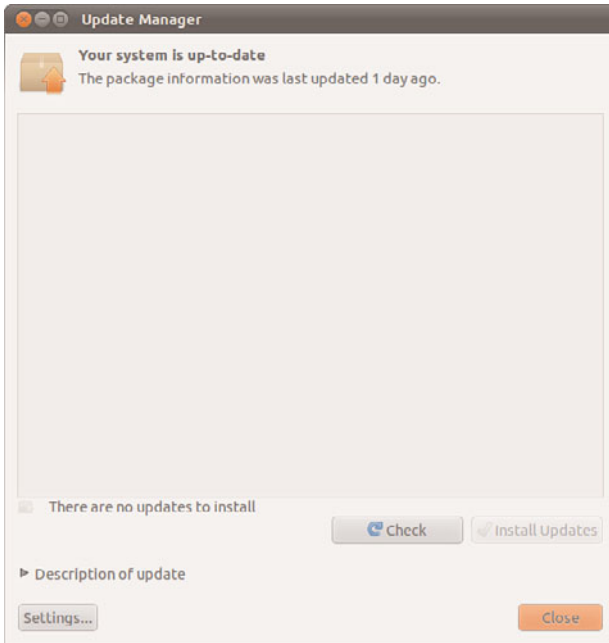 Update Manager
Your system is up-to-date
The package information was last updated 1 day ago.
There are no updates to install
Check
Install Updates
Description of update
Settings...
Close